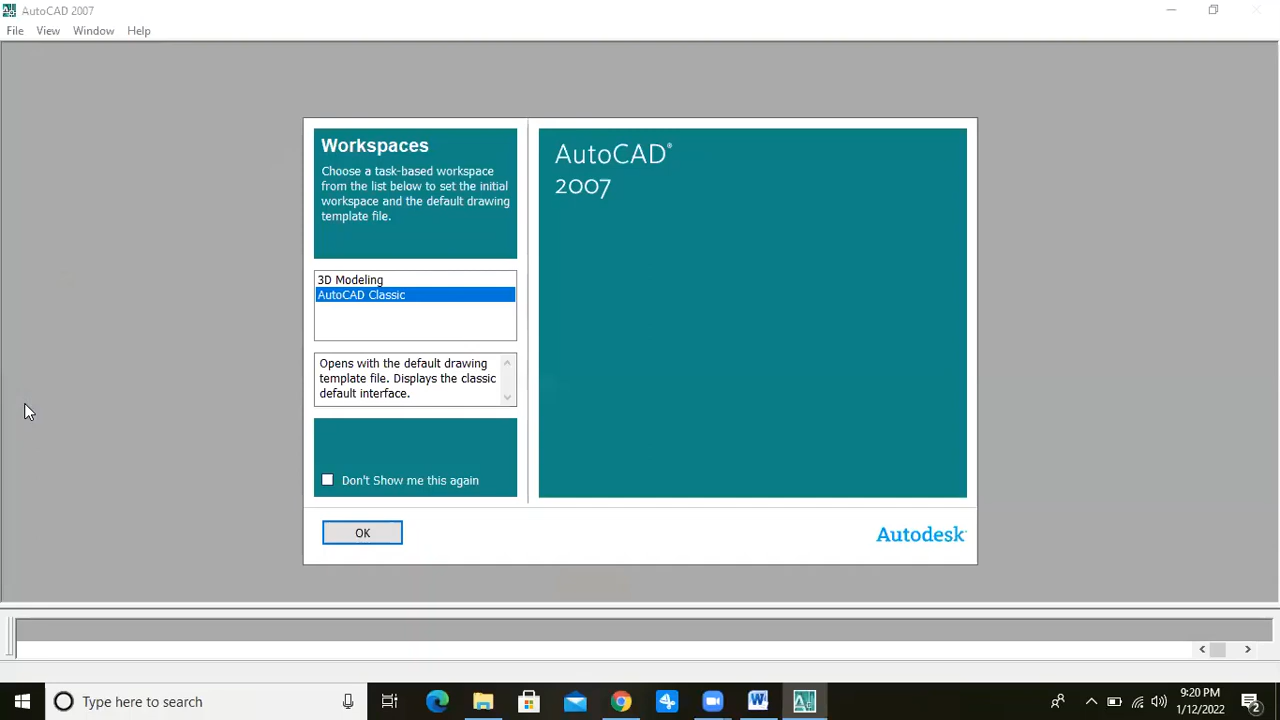 AutoCAD 2007
File View Window Help
Workspaces
Choose a task-based workspace
from the list below to set the initial
workspace and the default drawing
template file.
3D Modeling
AutoCAD Classic
Opens with the default drawing
template file. Displays the classic
default interface.
Don't Show me this again
OK
AutoCAD®
2007
Autodesk
Type here to search
9:20 PM
1/12/2022
2